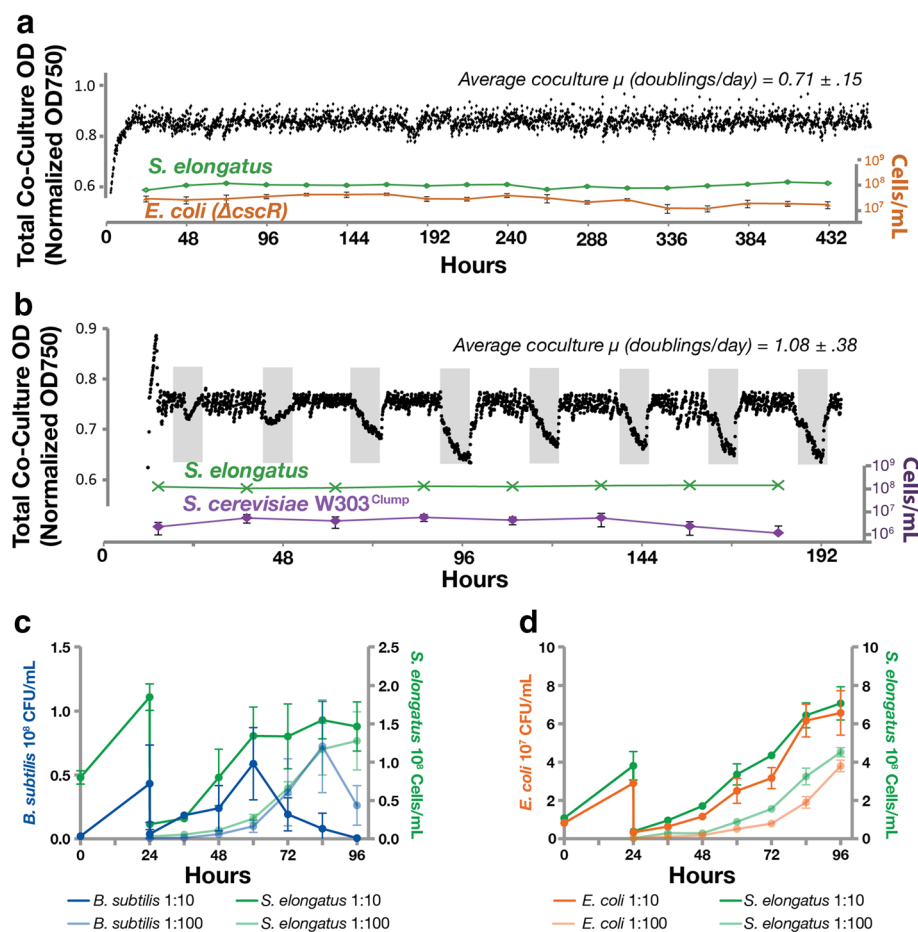 a
Total Co-Culture OD
(Normalized OD750)
1.0
0.8
0.6
Average coculture μ (doublings/day) = 0.71 ± .15
S. elongatus
E. coli (ΔcscR)
10⁹
10⁸
10⁷
Cells/mL
0 48 96 144 192 240 288 336 384 432
Hours
b
Total Co-Culture OD
(Normalized OD750)
0.9
0.8
0.7
0.6
Average coculture μ (doublings/day) = 1.08 ± .38
S. elongatus
S. cerevisiae W303 Clump
10⁹
10⁸
10⁷
10⁶
Cells/mL
0 48 96 144 192
Hours
c
B. subtilis 10⁸ CFU/mL
1.5
1.0
0.5
0.0
2.5
2.0
1.5
1.0
0.5
0.0
S. elongatus 10⁸ Cells/mL
0 24 48 72 96
Hours
B. subtilis 1:10 S. elongatus 1:10
B. subtilis 1:100 S. elongatus 1:100
d
E. coli 10⁷ CFU/mL
10
8
6
4
2
0
10
8
6
4
2
0
S. elongatus 10⁸ Cells/mL
0 24 48 72 96
Hours
E. coli 1:10 S. elongatus 1:10
E. coli 1:100 S. elongatus 1:100